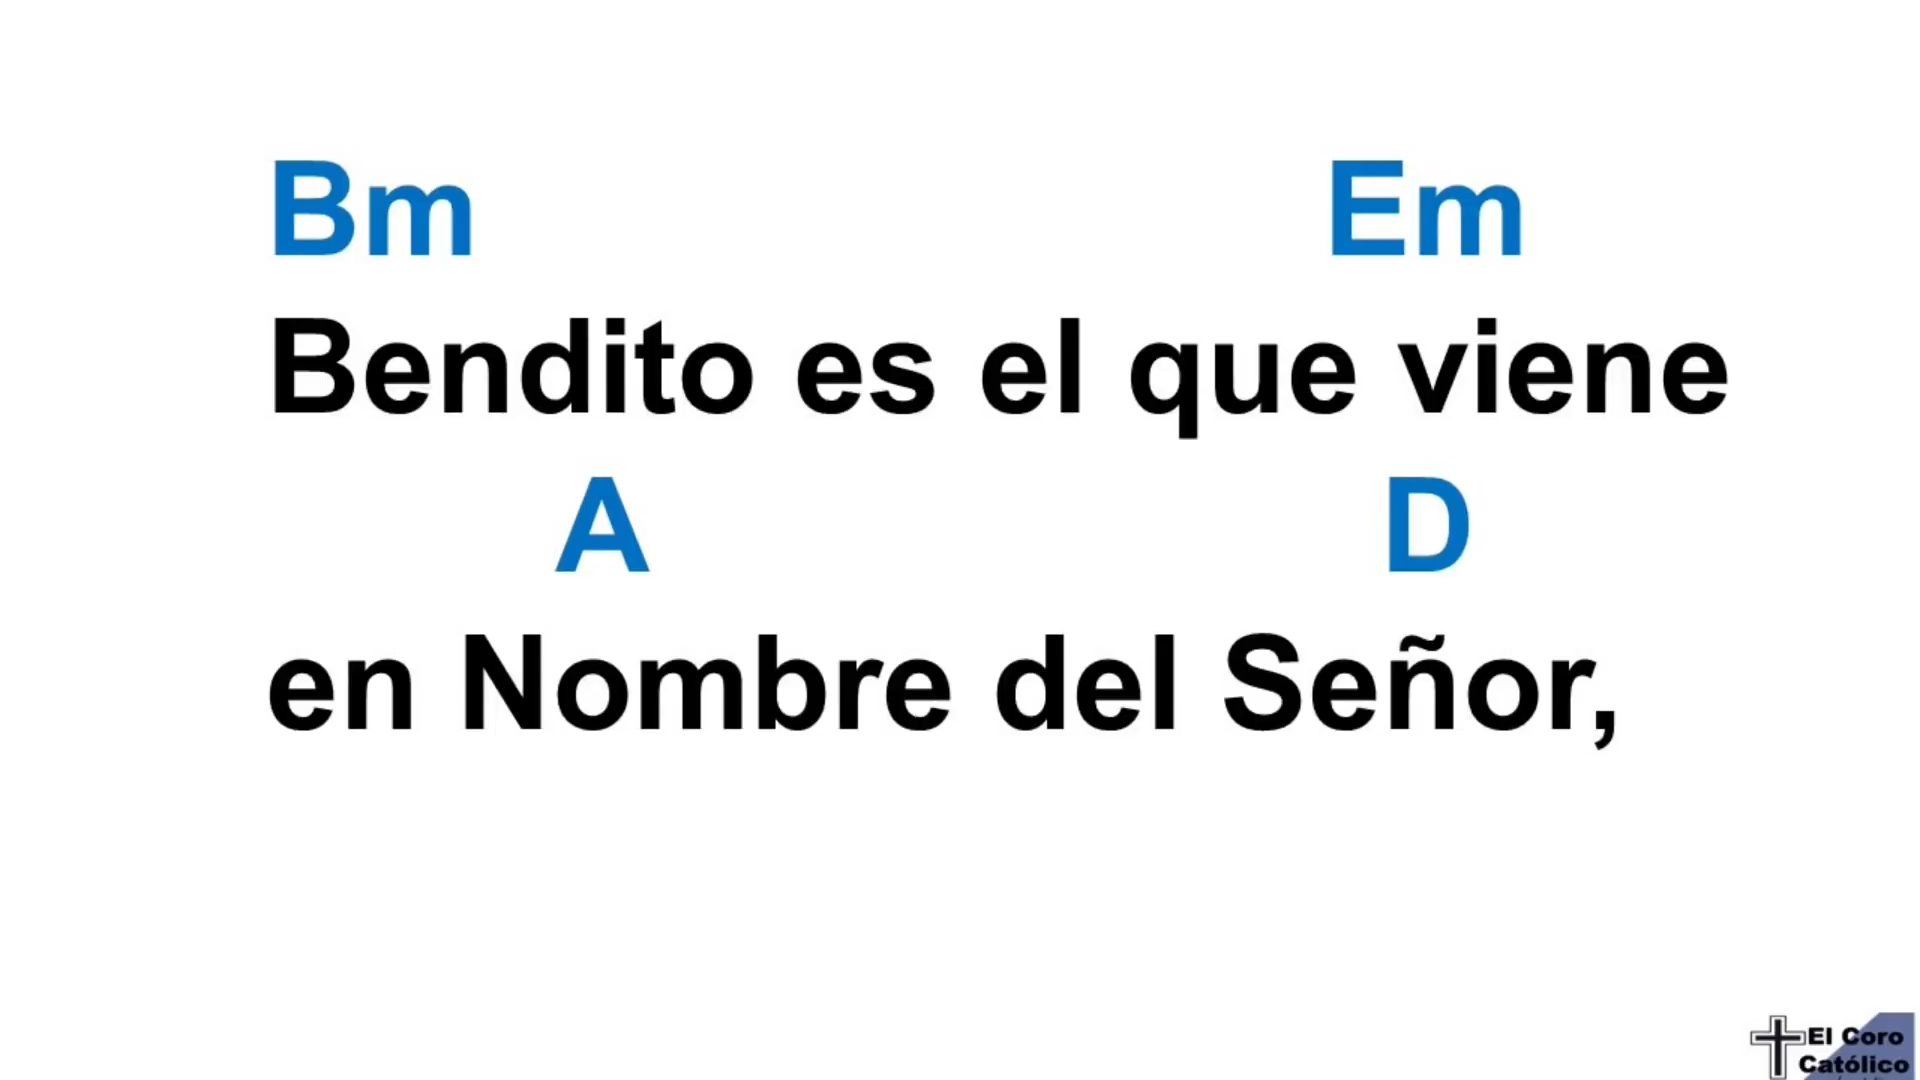 Bm Em
Bendito es el que viene
A D
en Nombre del Señor,
El Coro
Católico